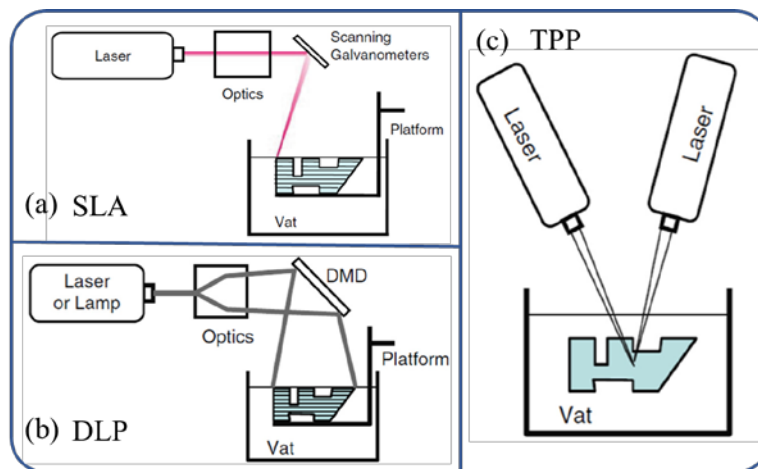 (a) SLA
Laser
Optics
Scanning
Galvanometers
Platform
Vat
(b) DLP
Laser
or Lamp
Optics
DMD
Platform
Vat
(c) TPP
Laser
Laser
Vat